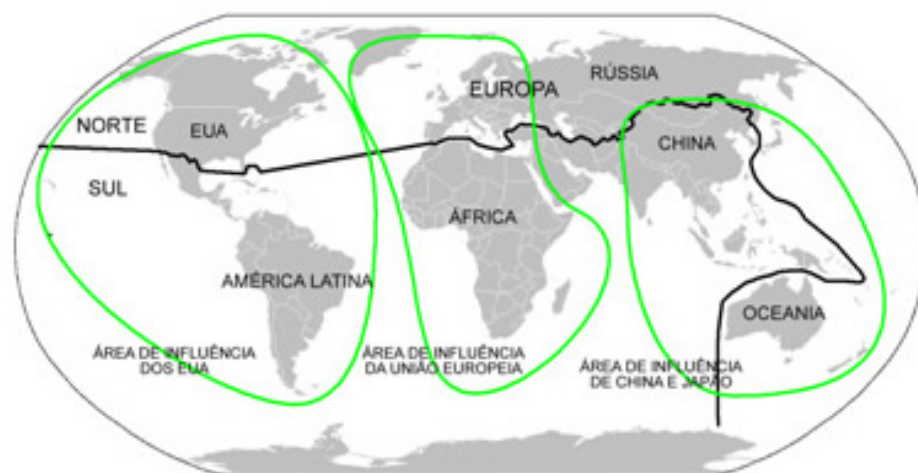 RÚSSIA
EUROPA
NORTE
EUA
CHINA
SUL
ÁFRICA
AMÉRICA LATINA
OCEANIA
ÁREA DE INFLUÊNCIA
DOS EUA
ÁREA DE INFLUÊNCIA
DA UNIÃO EUROPEIA
ÁREA DE INFLUÊNCIA
DE CHINA E JAPÃO